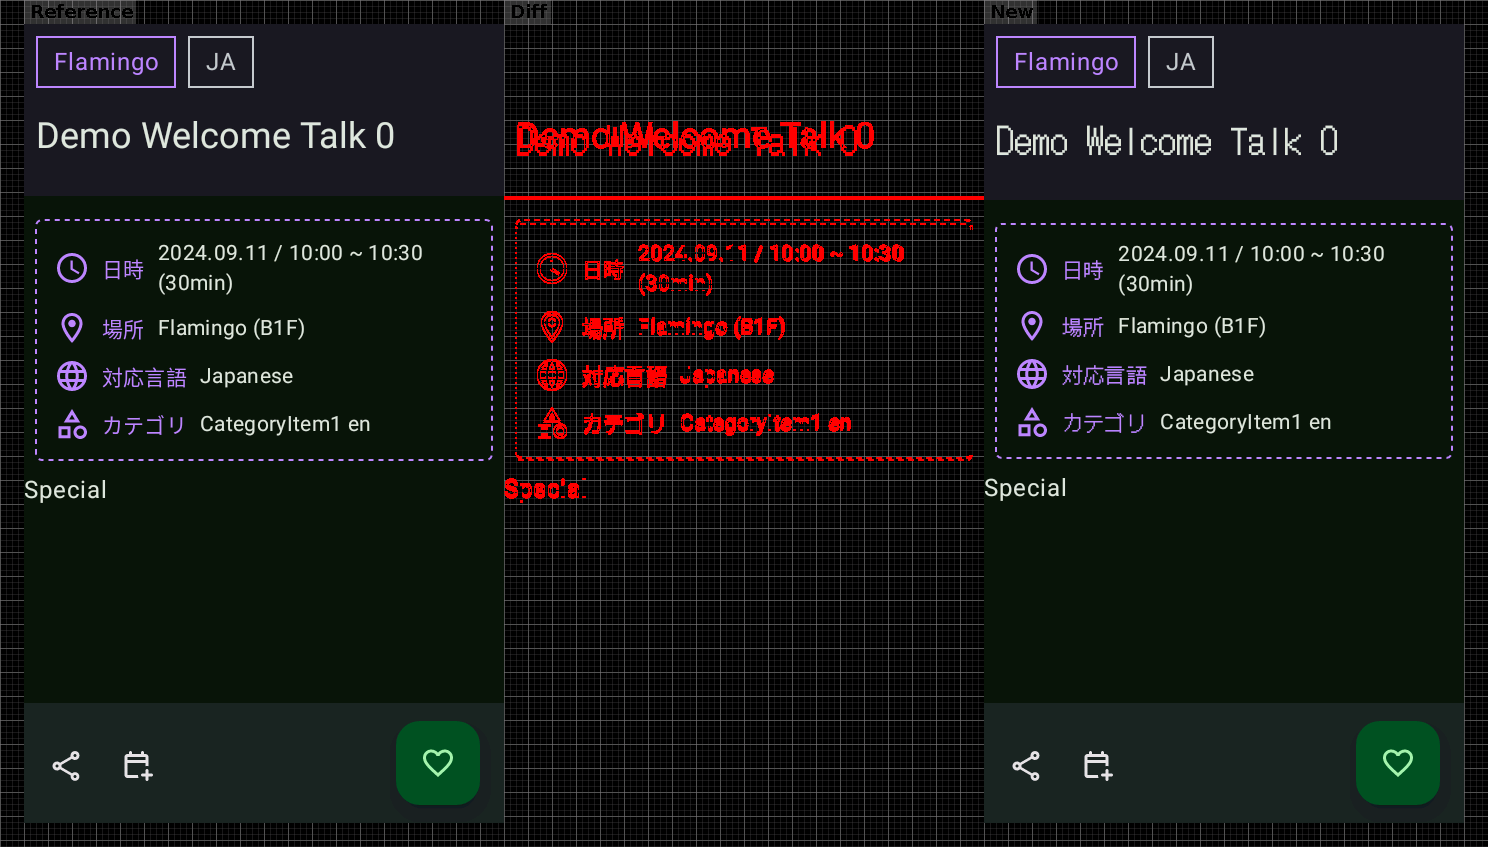 Reference
Flamingo
JA
Demo Welcome Talk 0
日時
2024.09.11 / 10:00 ~ 10:30
(30min)
場所
Flamingo (B1F)
対応言語
Japanese
カテゴリ
CategoryItem1 en
Special
Diff
Demo Welcome Talk 0
日時
2024.09.11 / 10:00 ~ 10:30
(30min)
場所
Flamingo (B1F)
対応言語
Japanese
カテゴリ
CategoryItem1 en
Special
New
Flamingo
JA
Demo Welcome Talk 0
日時
2024.09.11 / 10:00 ~ 10:30
(30min)
場所
Flamingo (B1F)
対応言語
Japanese
カテゴリ
CategoryItem1 en
Special